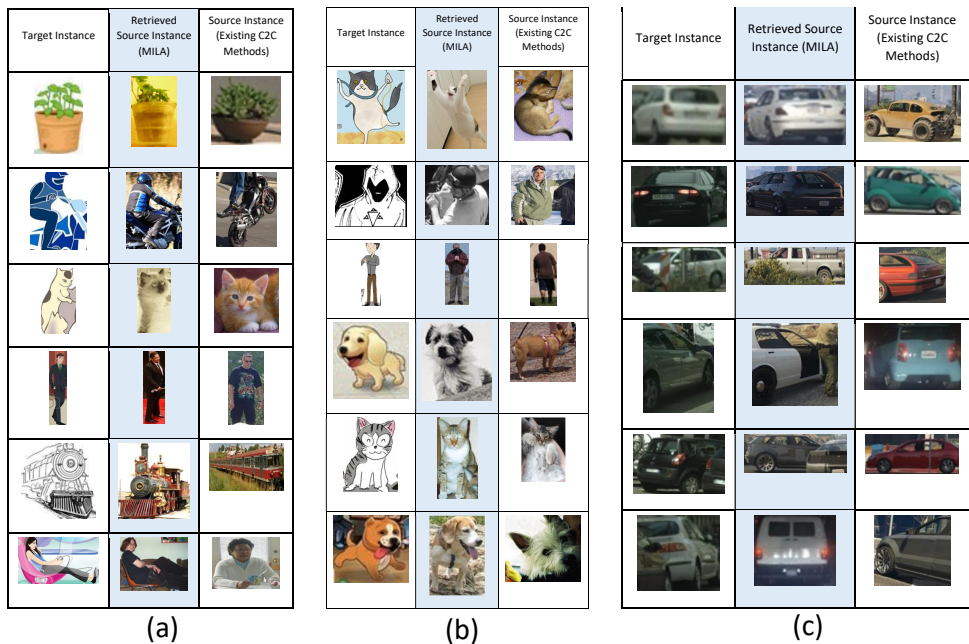 Target Instance
Retrieved
Source Instance
(MILA)
Source Instance
(Existing C2C
Methods)
Target Instance
Retrieved
Source Instance
(MILA)
Source Instance
(Existing C2C
Methods)
Target Instance
Retrieved Source
Instance (MILA)
Source Instance
(Existing C2C
Methods)
(a)
(b)
(c)